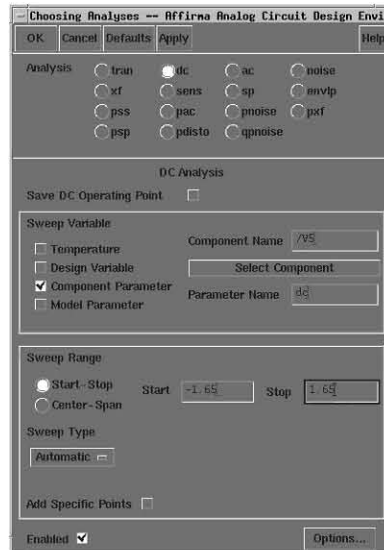 Choosing Analyses -- Affirma Analog Circuit Design Envi
OK Cancel Defaults Apply Help
Analysis tran dc ac noise
xf sens sp envlp
pss pac pnoise pxf
psp pdisto qpnoise
DC Analysis
Save DC Operating Point
Sweep Variable
Temperature
Design Variable
Component Parameter
Model Parameter
Component Name /VS
Select Component
Parameter Name dc
Sweep Range
Start-Stop Start -1.65 Stop 1.65
Center-Span
Sweep Type
Automatic
Add Specific Points
Enabled Options...